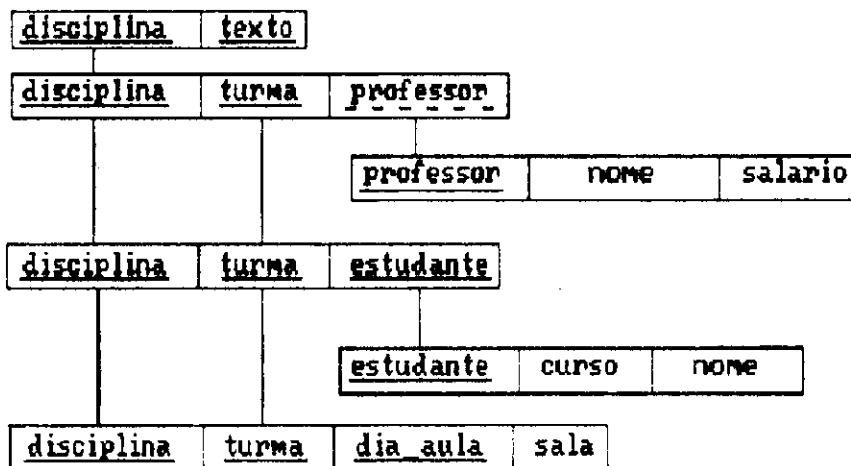 disciplina texto
disciplina turma professor
professor nome salario
disciplina turma estudante
estudante curso nome
disciplina turma dia_aula sala